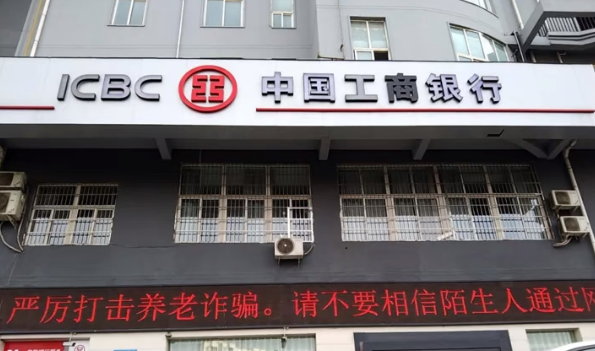 ICBC 中国工商银行
严厉打击养老诈骗。请不要相信陌生人通过网